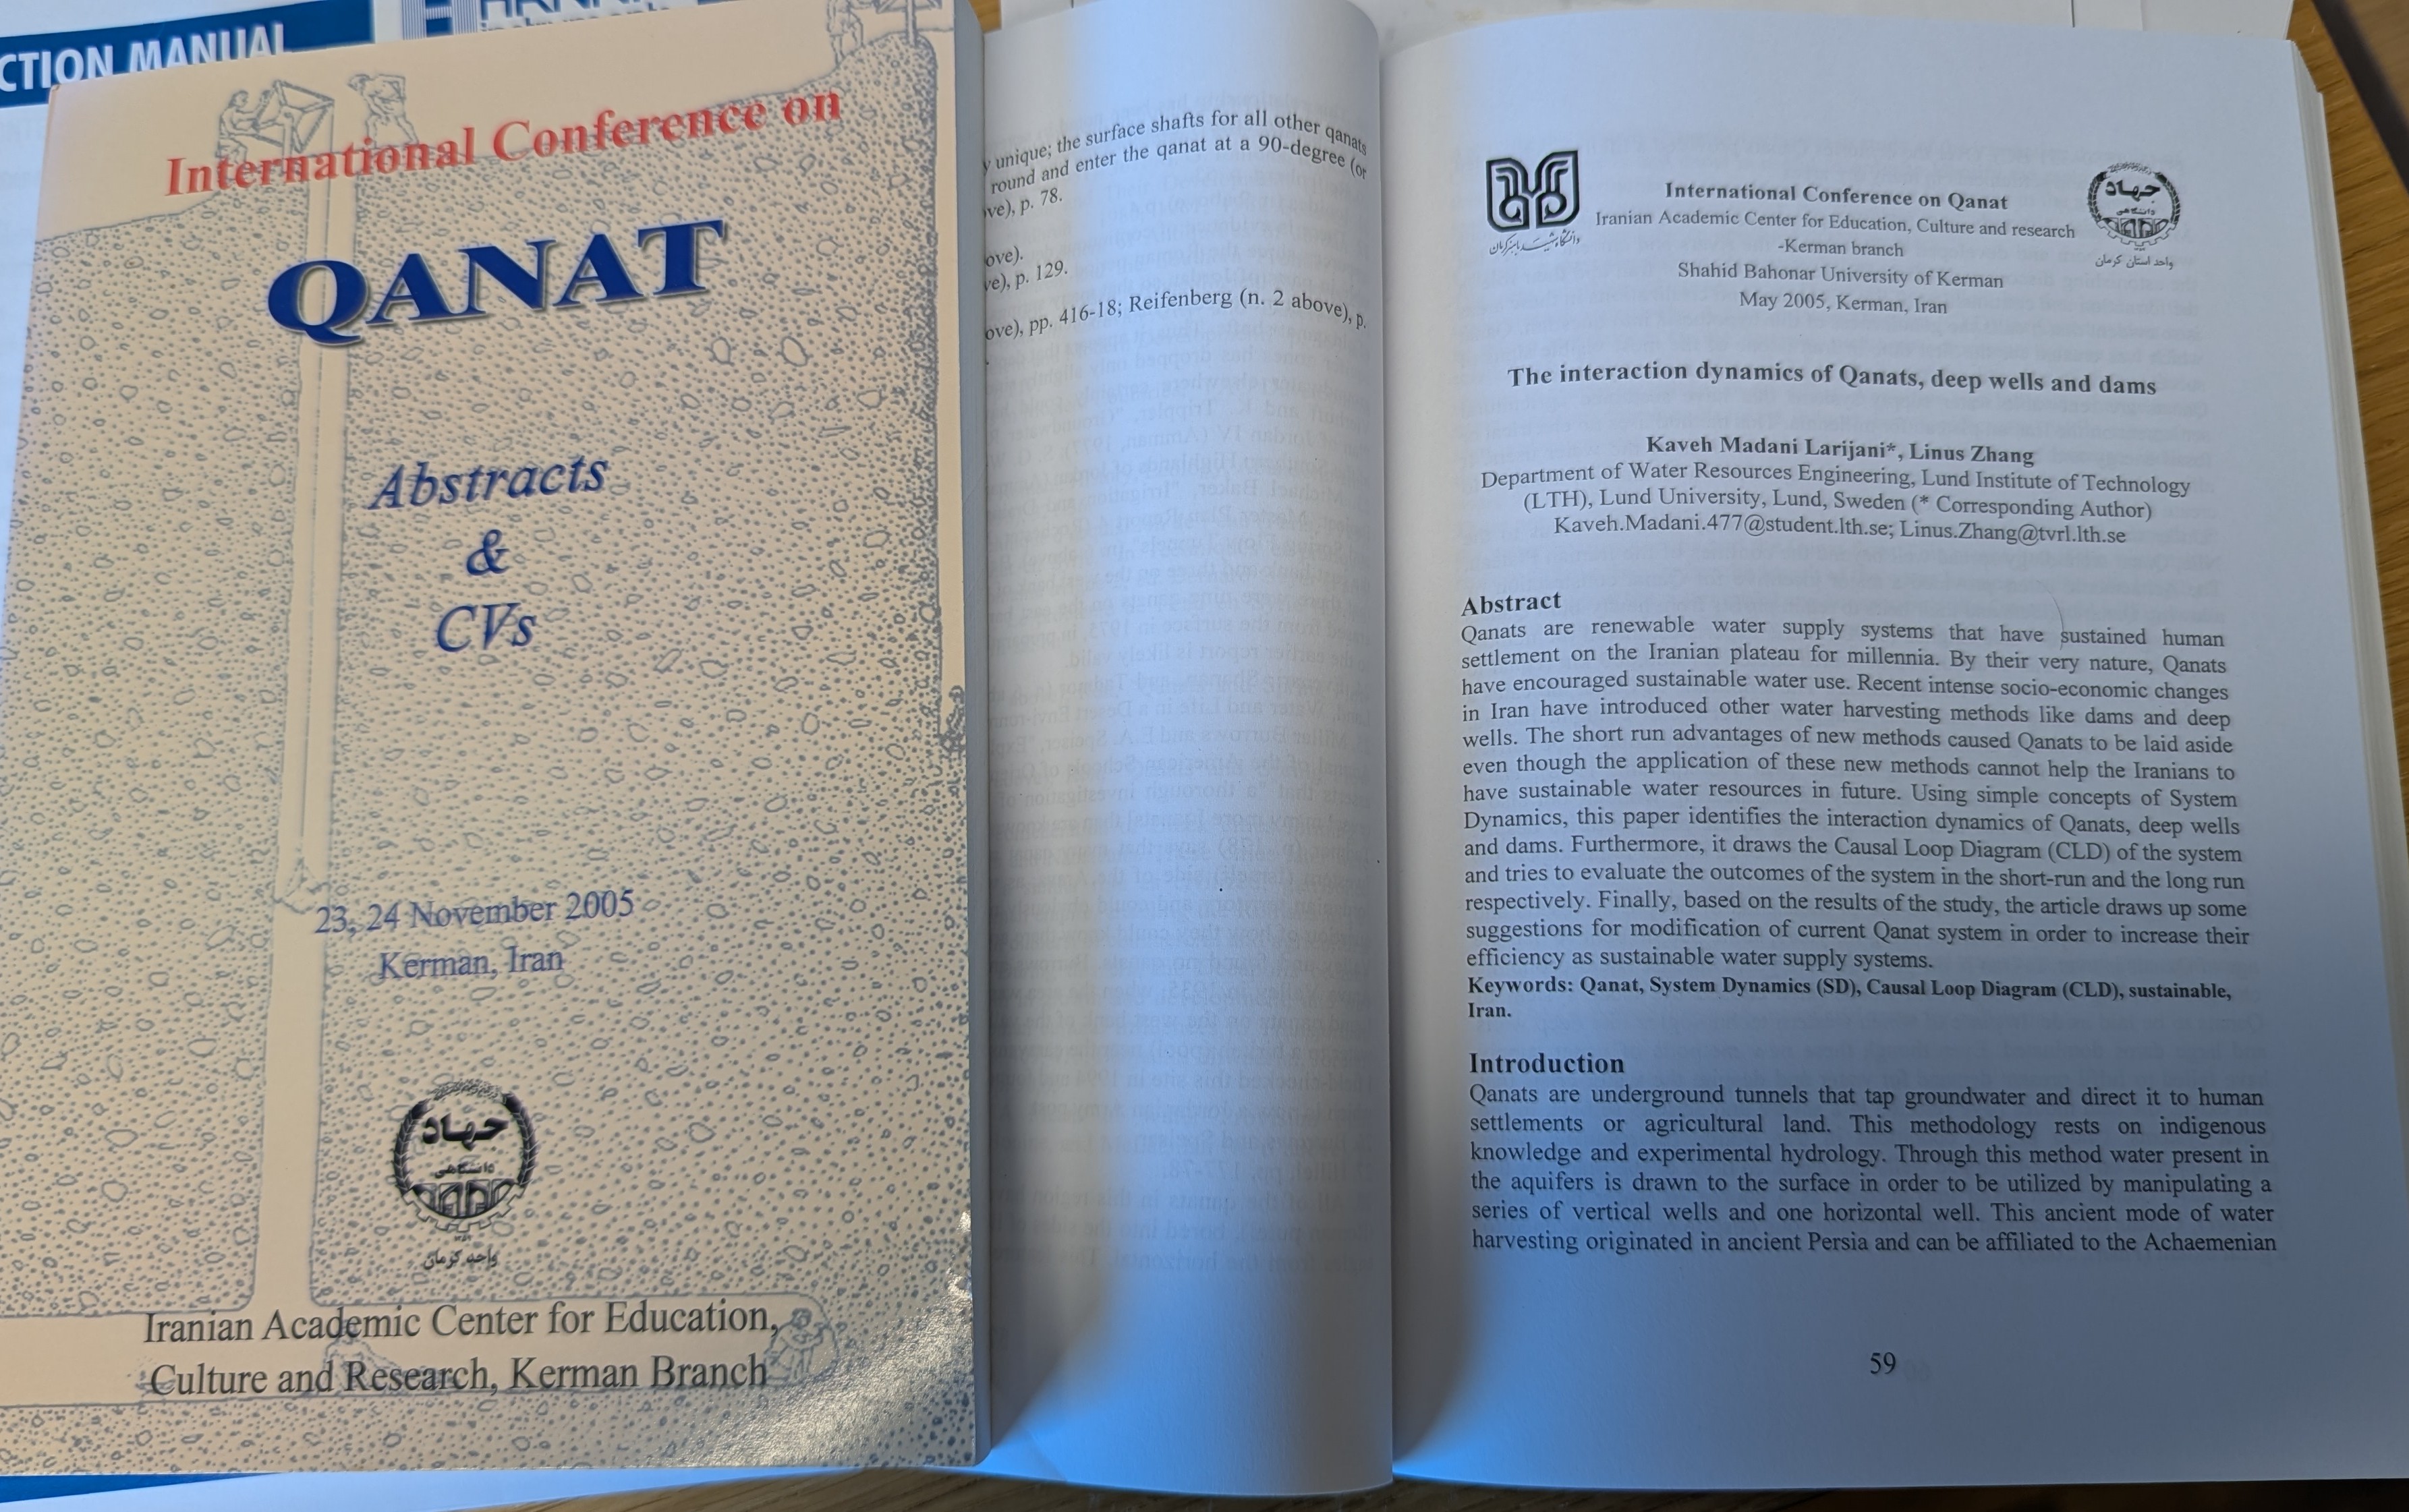 CTION MANUAL
International Conference on
QANAT
Abstracts
&
CVs
23, 24 November 2005
Kerman, Iran
جهاد
دانشگاهی
واحد کرمان
Iranian Academic Center for Education,
Culture and Research, Kerman Branch
unique; the surface shafts for all other qanats
round and enter the qanat at a 90-degree (or
ve), p. 78.
ove).
ve), p. 129.
ove), pp. 416-18; Reifenberg (n. 2 above), p.
دانشگاه شهید باهنر کرمان
International Conference on Qanat
Iranian Academic Center for Education, Culture and research
-Kerman branch
Shahid Bahonar University of Kerman
May 2005, Kerman, Iran
جهاد
دانشگاهی
واحد استان کرمان
The interaction dynamics of Qanats, deep wells and dams
Kaveh Madani Larijani*, Linus Zhang
Department of Water Resources Engineering, Lund Institute of Technology
(LTH), Lund University, Lund, Sweden (* Corresponding Author)
Kaveh.Madani.477@student.lth.se; Linus.Zhang@tvrl.lth.se
Abstract
Qanats are renewable water supply systems that have sustained human
settlement on the Iranian plateau for millennia. By their very nature, Qanats
have encouraged sustainable water use. Recent intense socio-economic changes
in Iran have introduced other water harvesting methods like dams and deep
wells. The short run advantages of new methods caused Qanats to be laid aside
even though the application of these new methods cannot help the Iranians to
have sustainable water resources in future. Using simple concepts of System
Dynamics, this paper identifies the interaction dynamics of Qanats, deep wells
and dams. Furthermore, it draws the Causal Loop Diagram (CLD) of the system
and tries to evaluate the outcomes of the system in the short-run and the long run
respectively. Finally, based on the results of the study, the article draws up some
suggestions for modification of current Qanat system in order to increase their
efficiency as sustainable water supply systems.
Keywords: Qanat, System Dynamics (SD), Causal Loop Diagram (CLD), sustainable,
Iran.
Introduction
Qanats are underground tunnels that tap groundwater and direct it to human
settlements or agricultural land. This methodology rests on indigenous
knowledge and experimental hydrology. Through this method water present in
the aquifers is drawn to the surface in order to be utilized by manipulating a
series of vertical wells and one horizontal well. This ancient mode of water
harvesting originated in ancient Persia and can be affiliated to the Achaemenian
59